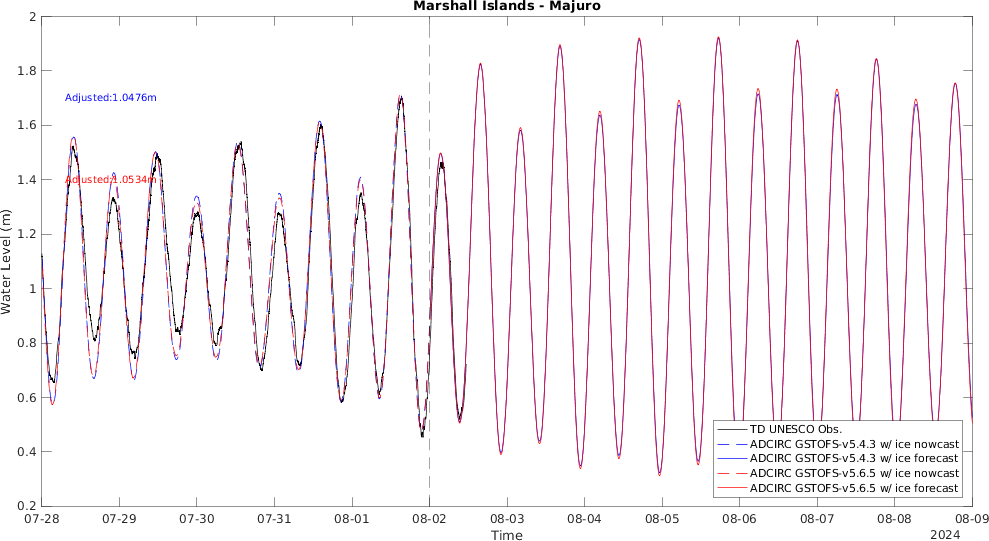 Marshall Islands - Majuro
2
1.8
1.6
1.4
1.2
1
0.8
0.6
0.4
0.2
Water Level (m)
Adjusted:1.0476m
Adjusted:1.0534m
TD UNESCO Obs.
ADCIRC GSTOFS-v5.4.3 w/ ice nowcast
ADCIRC GSTOFS-v5.4.3 w/ ice forecast
ADCIRC GSTOFS-v5.6.5 w/ ice nowcast
ADCIRC GSTOFS-v5.6.5 w/ ice forecast
07-28 07-29 07-30 07-31 08-01 08-02 08-03 08-04 08-05 08-06 08-07 08-08 08-09
Time
2024